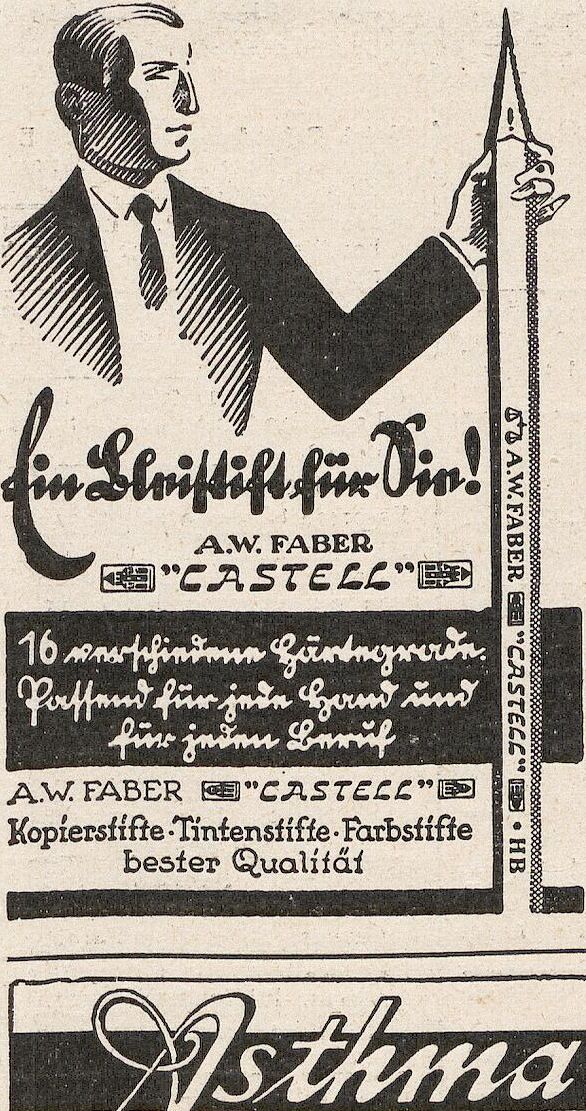 Ein Bleistift für Sie!
A.W. FABER
"CASTELL"
16 verschiedene Härtegrade.
Passend für jede Hand und
für jeden Beruf
A.W. FABER "CASTELL"
Kopierstifte·Tintenstifte·Farbstifte
bester Qualität
A.W. FABER "CASTELL" • HB
Asthma